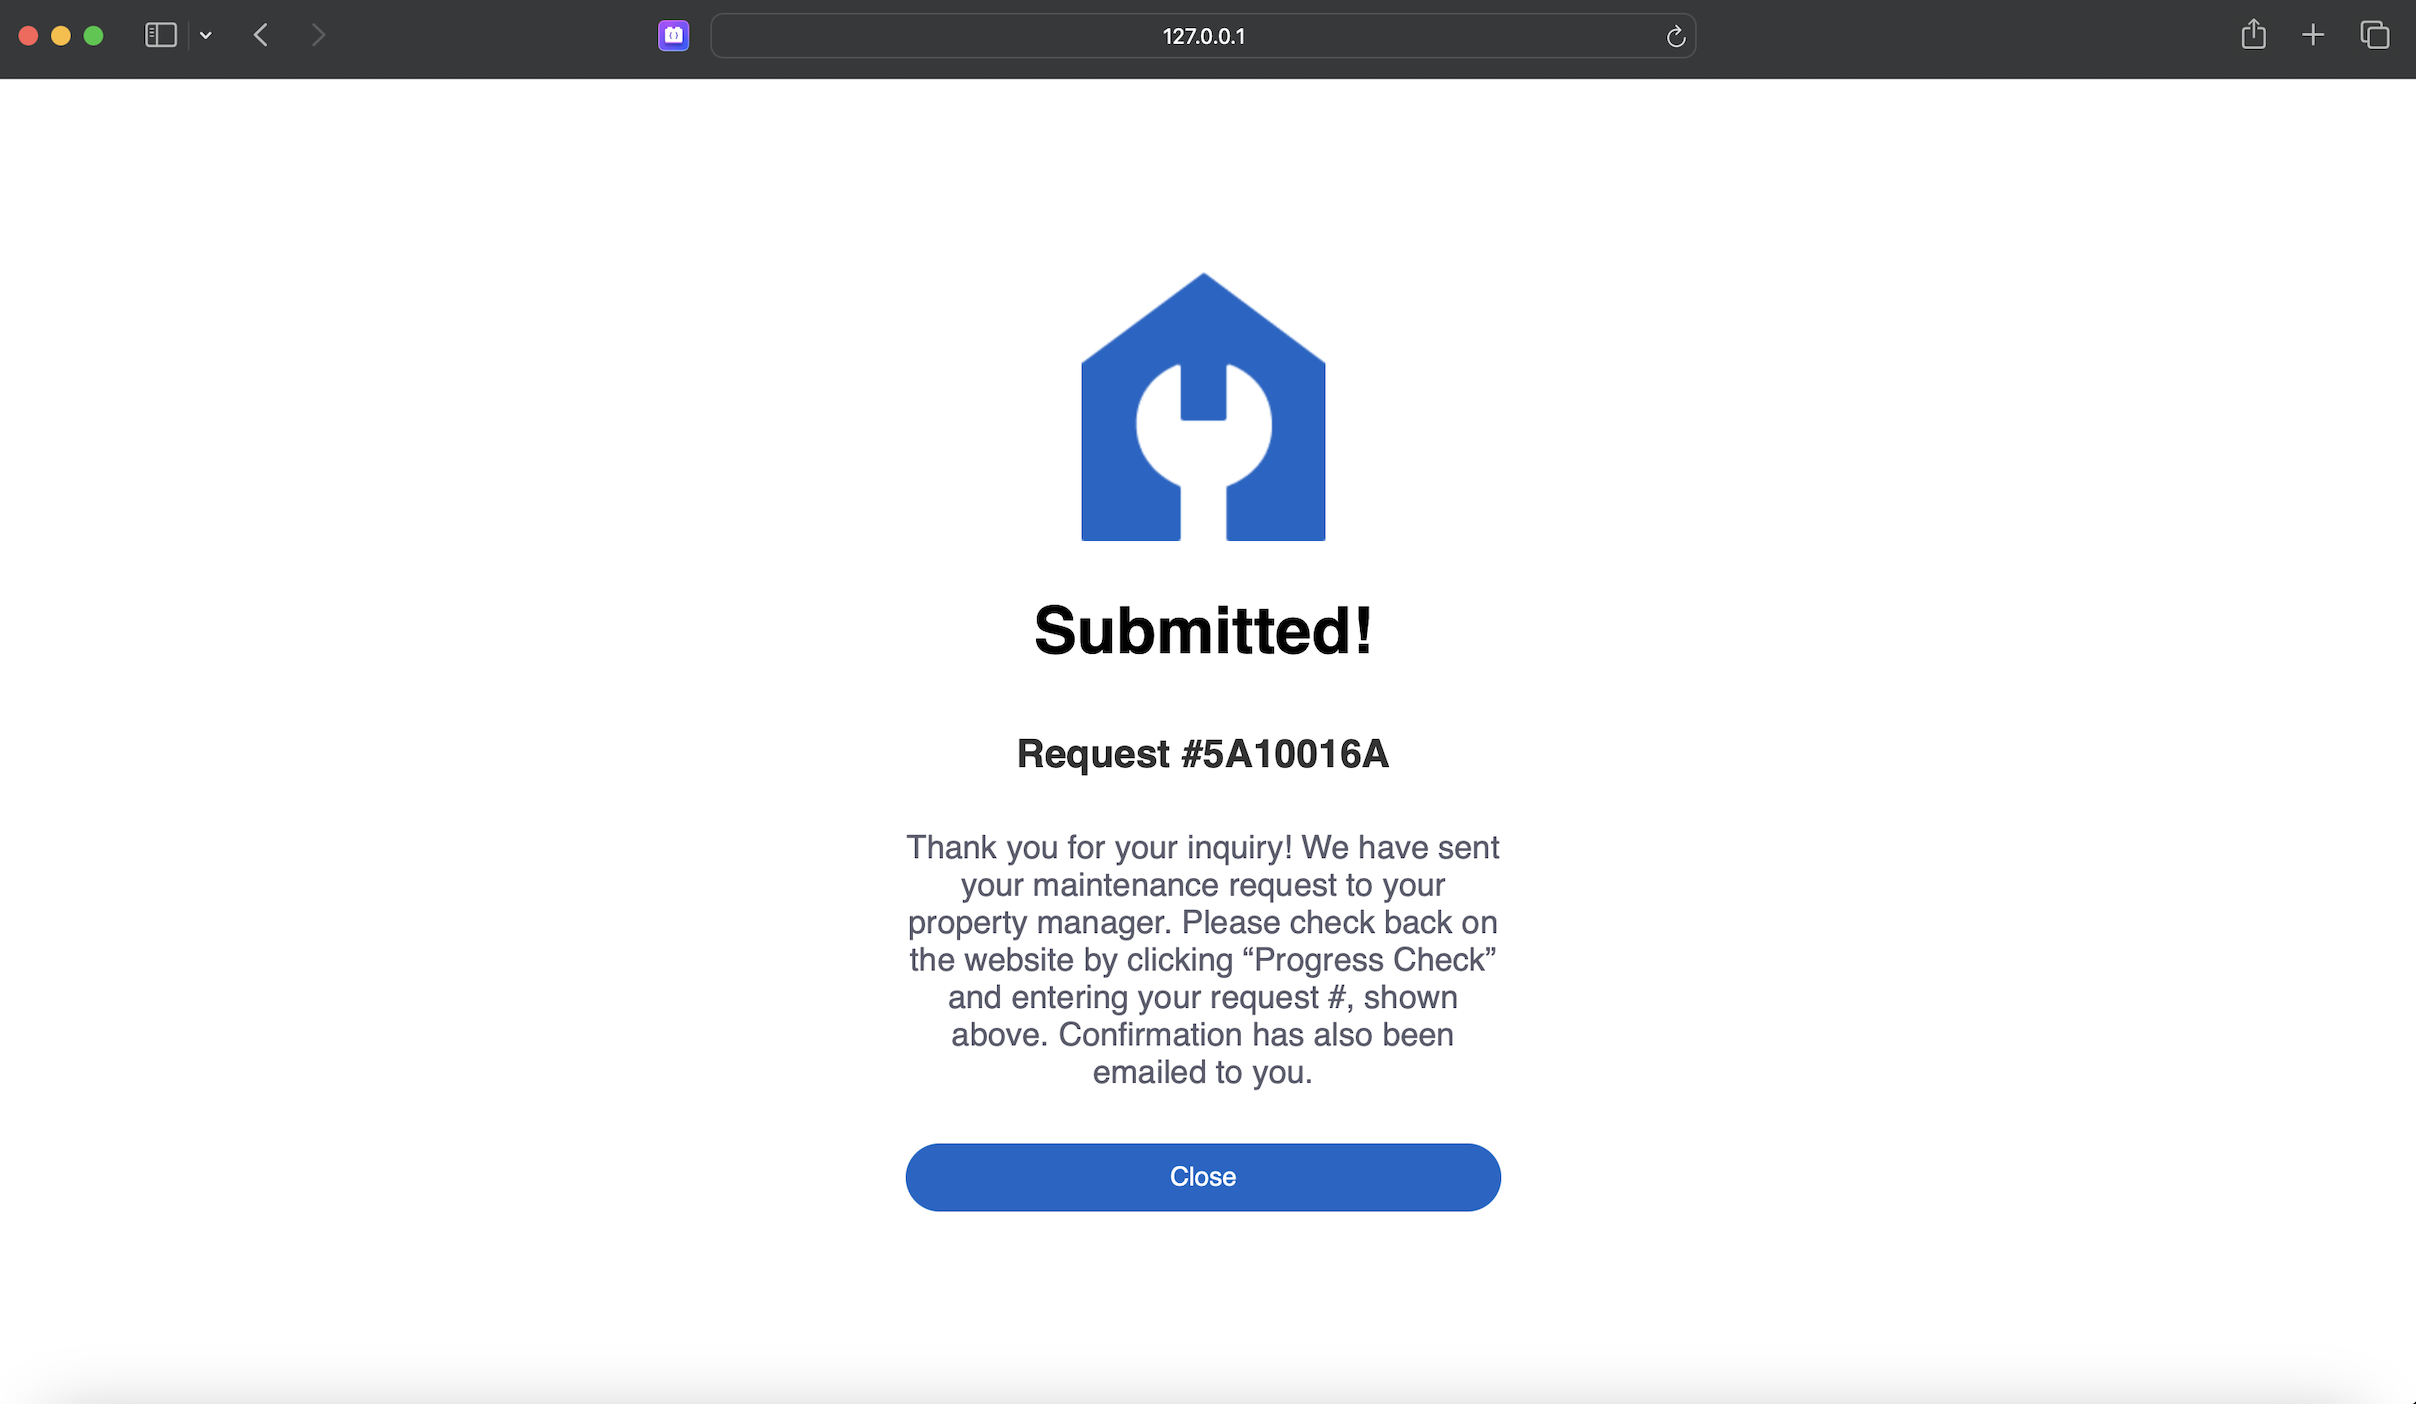 127.0.0.1
Submitted!
Request #5A10016A
Thank you for your inquiry! We have sent
your maintenance request to your
property manager. Please check back on
the website by clicking “Progress Check”
and entering your request #, shown
above. Confirmation has also been
emailed to you.
Close